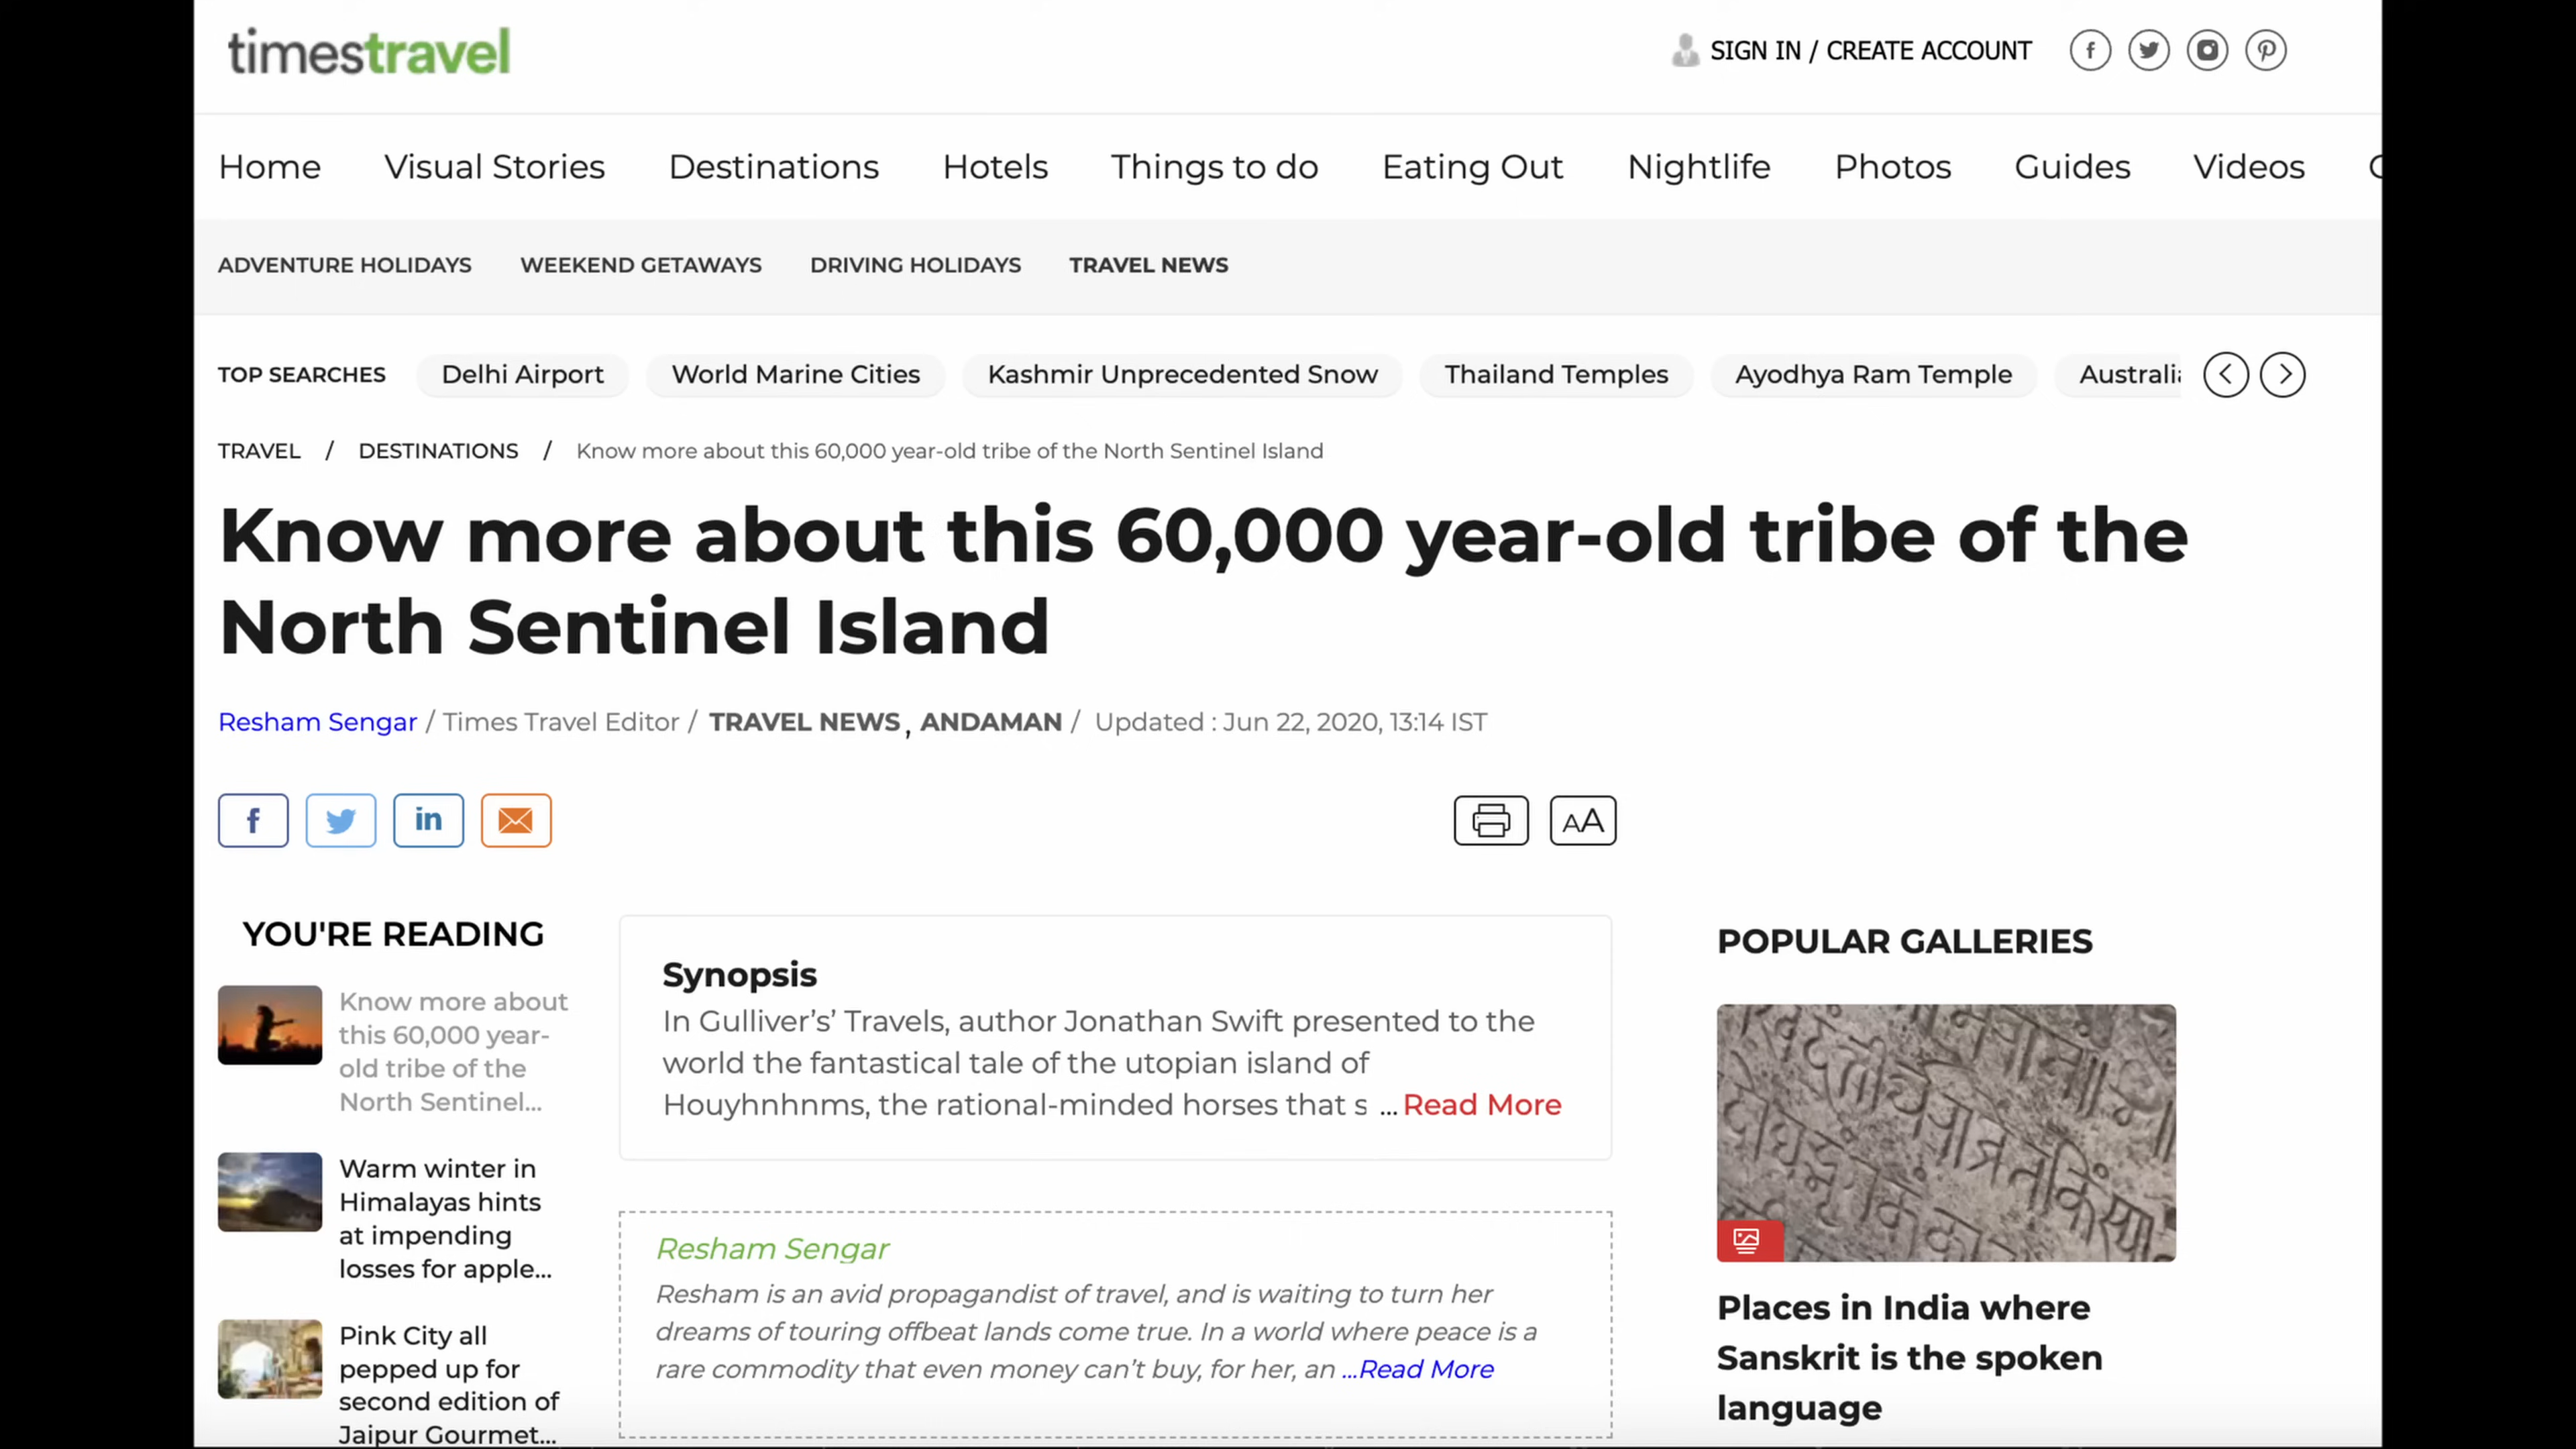 timestravel
SIGN IN / CREATE ACCOUNT
Home Visual Stories Destinations Hotels Things to do Eating Out Nightlife Photos Guides Videos
ADVENTURE HOLIDAYS WEEKEND GETAWAYS DRIVING HOLIDAYS TRAVEL NEWS
TOP SEARCHES Delhi Airport World Marine Cities Kashmir Unprecedented Snow Thailand Temples Ayodhya Ram Temple Australi
TRAVEL / DESTINATIONS / Know more about this 60,000 year-old tribe of the North Sentinel Island
Know more about this 60,000 year-old tribe of the
North Sentinel Island
Resham Sengar / Times Travel Editor / TRAVEL NEWS, ANDAMAN / Updated : Jun 22, 2020, 13:14 IST
AA
YOU'RE READING
Know more about
this 60,000 year-
old tribe of the
North Sentinel...
Warm winter in
Himalayas hints
at impending
losses for apple...
Pink City all
pepped up for
second edition of
Jaipur Gourmet...
Synopsis
In Gulliver's' Travels, author Jonathan Swift presented to the
world the fantastical tale of the utopian island of
Houyhnhnms, the rational-minded horses that s ... Read More
Resham Sengar
Resham is an avid propagandist of travel, and is waiting to turn her
dreams of touring offbeat lands come true. In a world where peace is a
rare commodity that even money can't buy, for her, an ...Read More
POPULAR GALLERIES
Places in India where
Sanskrit is the spoken
language